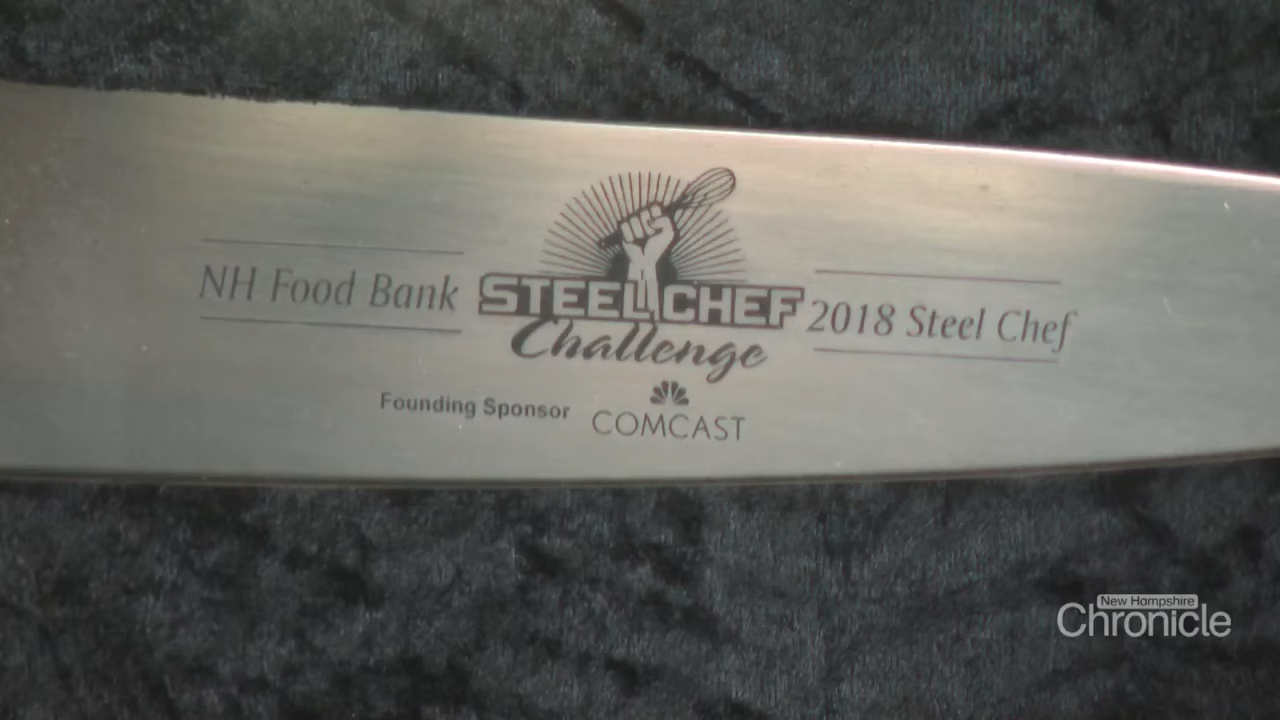 NH Food Bank
STEEL CHEF
Challenge
2018 Steel Chef
Founding Sponsor
COMCAST
New Hampshire
Chronicle